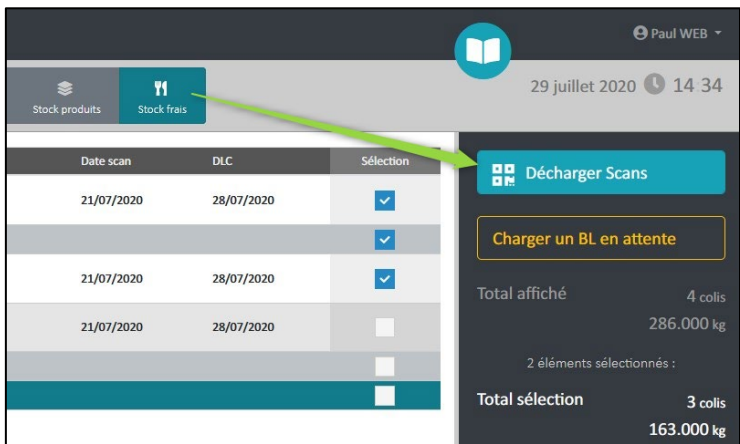 Paul WEB
29 juillet 2020 14 34
Stock produits Stock frais
Date scan DLC Sélection
Décharger Scans
21/07/2020 28/07/2020
Charger un BL en attente
21/07/2020 28/07/2020
Total affiché 4 colis
286.000 kg
21/07/2020 28/07/2020
2 éléments sélectionnés :
Total sélection 3 colis
163.000 kg